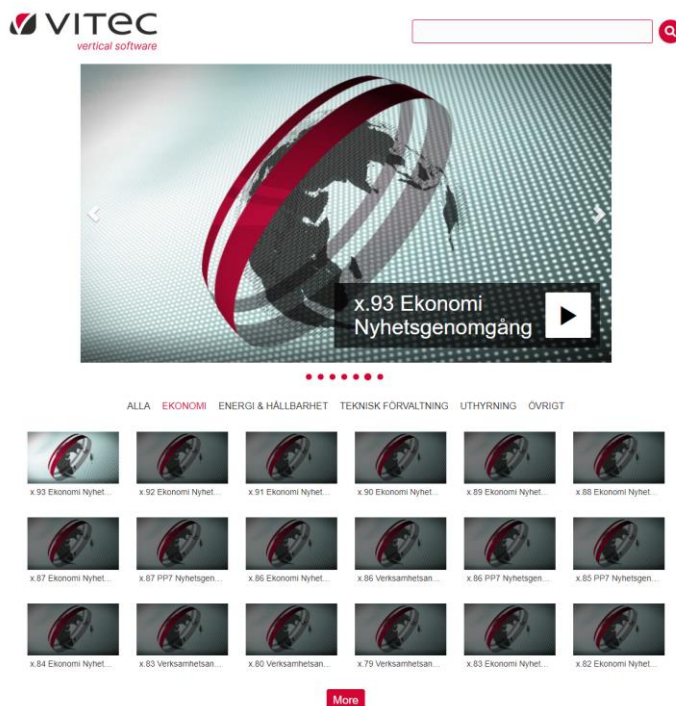 VITEC
vertical software
x.93 Ekonomi
Nyhetsgenomgång
ALLA EKONOMI ENERGI & HÅLLBARHET TEKNISK FÖRVALTNING UTHYRNING ÖVRIGT
x.93 Ekonomi Nyhet... x.92 Ekonomi Nyhet... x.91 Ekonomi Nyhet... x.90 Ekonomi Nyhet... x.89 Ekonomi Nyhet... x.88 Ekonomi Nyhet...
x.87 Ekonomi Nyhet... x.87 PP7 Nyhetsgen... x.86 Ekonomi Nyhet... x.86 Verksamhetsan... x.86 PP7 Nyhetsgen... x.85 PP7 Nyhetsgen...
x.84 Ekonomi Nyhet... x.83 Verksamhetsan... x.80 Verksamhetsan... x.79 Verksamhetsan... x.83 Ekonomi Nyhet... x.82 Ekonomi Nyhet...
More